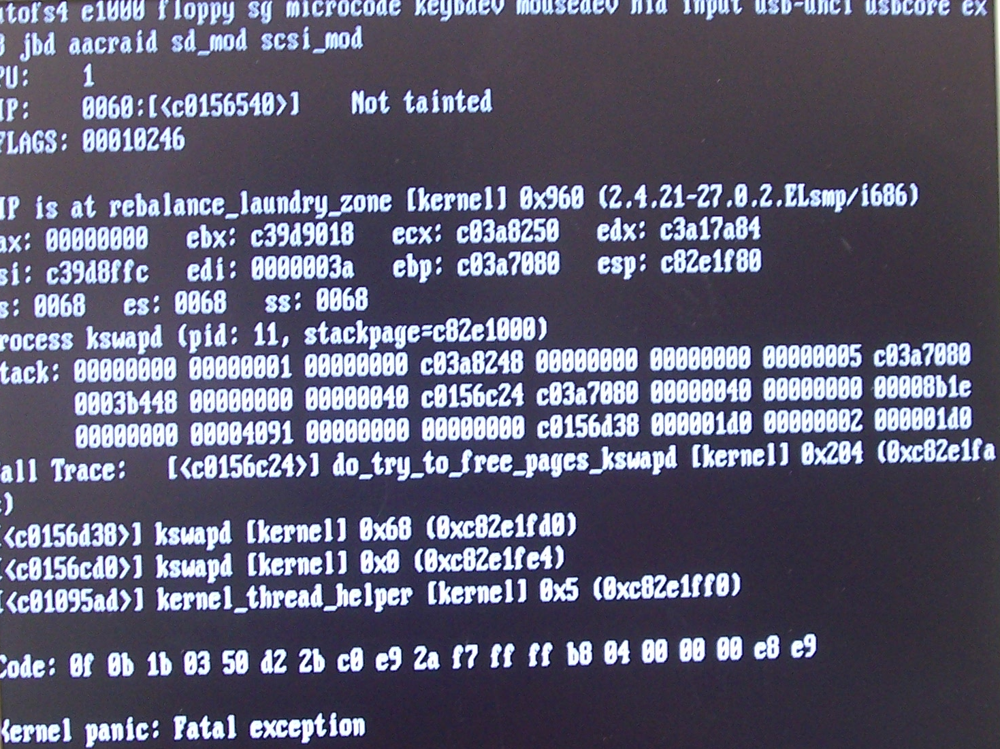 utofs4 e1000 floppy sg microcode keybdev mousedev hid input usb-uhci usbcore ex
3 jbd aacraid sd_mod scsi_mod
PU: 1
IP: 0060:[<c0156540>] Not tainted
FLAGS: 00010246
IP is at rebalance_laundry_zone [kernel] 0x960 (2.4.21-27.0.2.ELsmp/i686)
ax: 00000000 ebx: c39d9018 ecx: c03a8250 edx: c3a17a84
si: c39d8ffc edi: 0000003a ebp: c03a7080 esp: c82e1f80
s: 0068 es: 0068 ss: 0068
rocess kswapd (pid: 11, stackpage=c82e1000)
tack: 00000000 00000001 00000000 c03a8248 00000000 00000000 00000005 c03a7080
0003b448 00000000 00000040 c0156c24 c03a7080 00000040 00000000 00008b1e
00000000 00004091 00000000 00000000 c0156d38 000001d0 00000002 000001d0
all Trace: [<c0156c24>] do_try_to_free_pages_kswapd [kernel] 0x204 (0xc82e1fa
)
[<c0156d38>] kswapd [kernel] 0x68 (0xc82e1fd0)
[<c0156cd0>] kswapd [kernel] 0x0 (0xc82e1fe4)
[<c01095ad>] kernel_thread_helper [kernel] 0x5 (0xc82e1ff0)
Code: 0f 0b 1b 03 50 d2 2b c0 e9 2a f7 ff ff b8 04 00 00 00 e8 e9
Kernel panic: Fatal exception